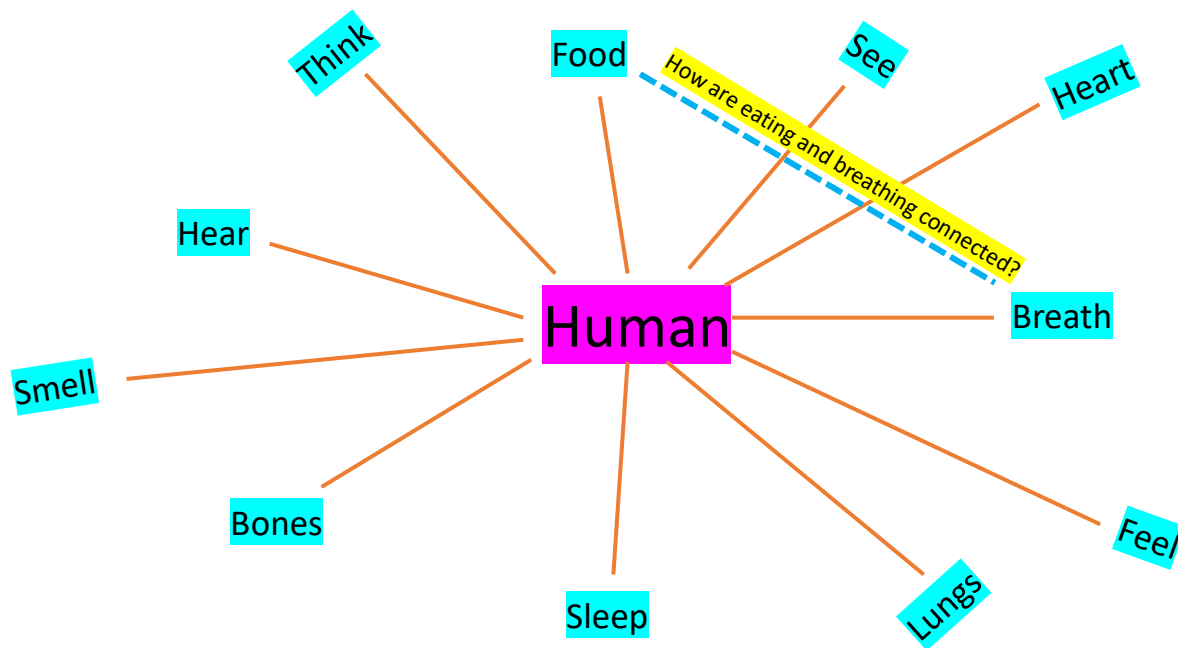 Think
Food
See
Heart
How are eating and breathing connected?
Hear
Human
Breath
Smell
Bones
Feel
Sleep
Lungs